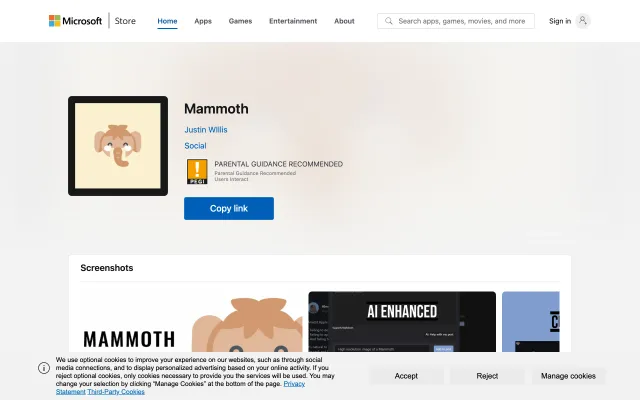 Microsoft
Store
Home
Apps
Games
Entertainment
About
Search apps, games, movies, and more
Sign in
Mammoth
Justin Willis
Social
PEGI
PARENTAL GUIDANCE RECOMMENDED
Parental Guidance Recommended
Users Interact
Copy link
Screenshots
MAMMOTH
AI ENHANCED
We use optional cookies to improve your experience on our websites, such as through social
media connections, and to display personalized advertising based on your online activity. If you
reject optional cookies, only cookies necessary to provide you the services will be used. You may
change your selection by clicking "Manage Cookies" at the bottom of the page. Privacy
Statement Third-Party Cookies
Accept
Reject
Manage cookies